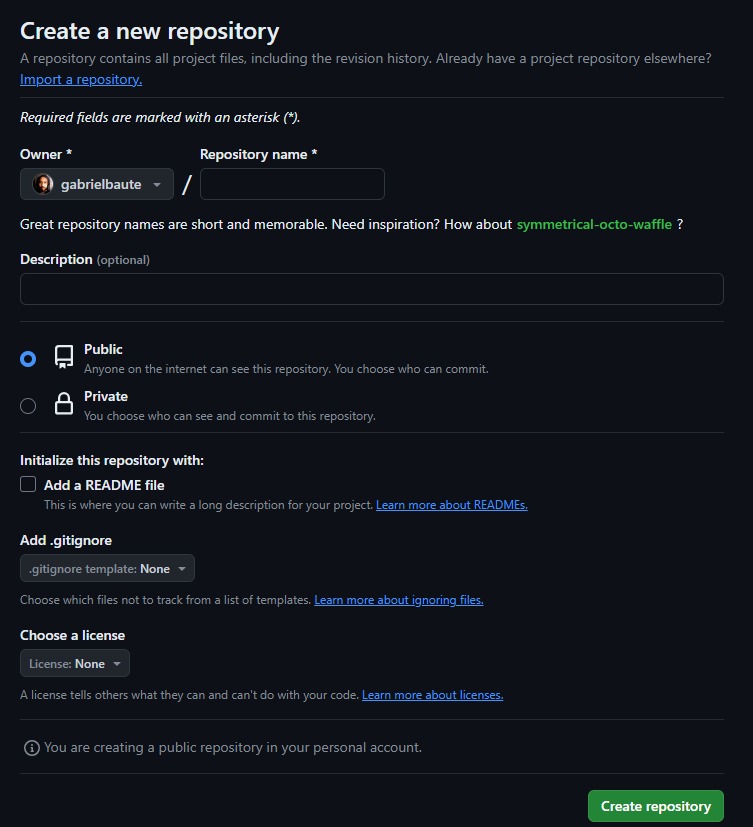 Create a new repository
A repository contains all project files, including the revision history. Already have a project repository elsewhere?
Import a repository.
Required fields are marked with an asterisk (*).
Owner * Repository name *
gabrielbaute /
Great repository names are short and memorable. Need inspiration? How about symmetrical-octo-waffle ?
Description (optional)
Public
Anyone on the internet can see this repository. You choose who can commit.
Private
You choose who can see and commit to this repository.
Initialize this repository with:
Add a README file
This is where you can write a long description for your project. Learn more about READMEs.
Add .gitignore
.gitignore template: None
Choose which files not to track from a list of templates. Learn more about ignoring files.
Choose a license
License: None
A license tells others what they can and can't do with your code. Learn more about licenses.
You are creating a public repository in your personal account.
Create repository